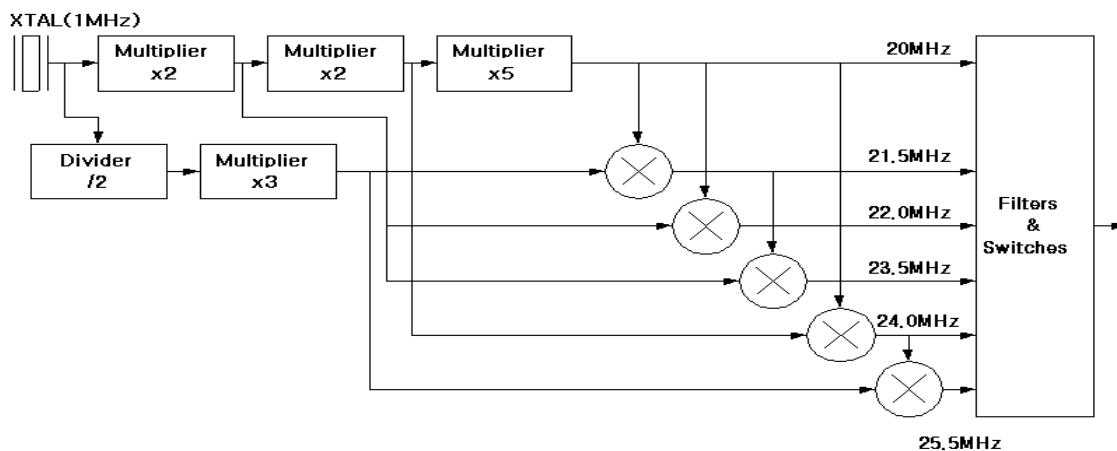 XTAL(1MHz)
Multiplier
x2
Multiplier
x2
Multiplier
x5
20MHz
Divider
/2
Multiplier
x3
21.5MHz
22.0MHz
Filters
&
Switches
23.5MHz
24.0MHz
25.5MHz